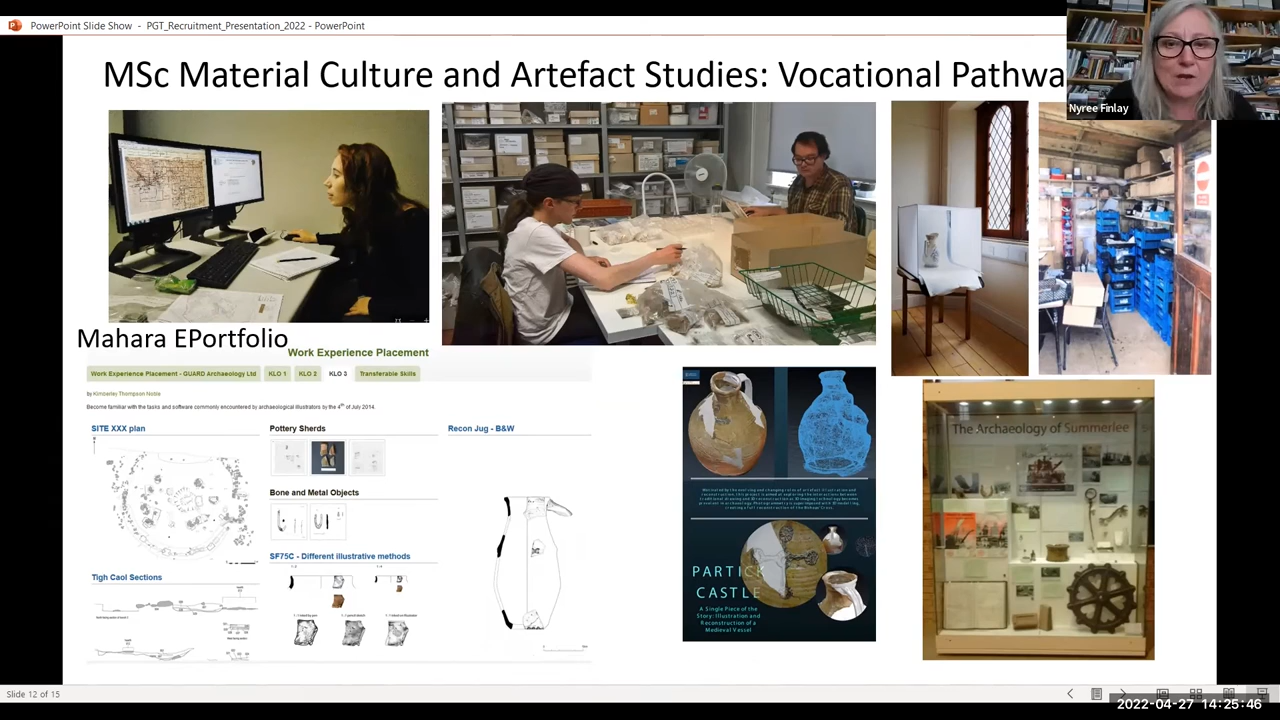 PowerPoint Slide Show - PGT_Recruitment_Presentation_2022 - PowerPoint
MSc Material Culture and Artefact Studies: Vocational Pathwa
Nyree Finlay
Mahara EPortfolio
Work Experience Placement
Work Experience Placement - GUARD Archaeology Ltd
KLO 1
KLO 2
KLO 3
Transferable Skills
by Kimberley Thompson Noble
Become familiar with the tasks and software commonly encountered by archaeological illustrators by the 4th of July 2014.
SITE XXX plan
Pottery Sherds
Recon Jug - B&W
Bone and Metal Objects
SF75C - Different illustrative methods
Tigh Caol Sections
PARTICK
CASTLE
A Single Piece of the
Story: Illustration and
Reconstruction of a
Medieval Vessel
The Archaeology of Summerlee
Slide 12 of 15
2022-04-27 14:25:46